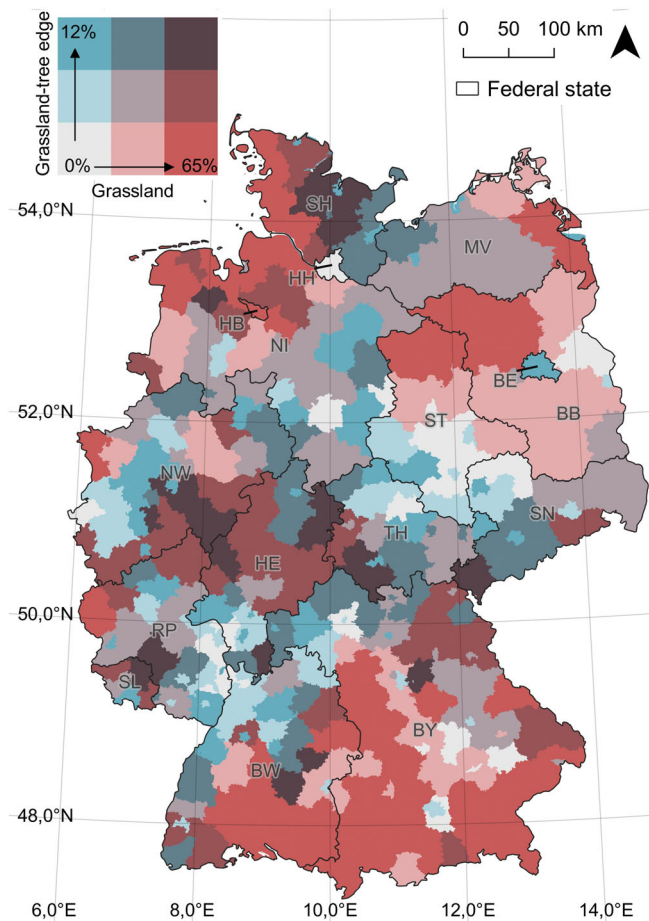 12%
0%
65%
Grassland-tree edge
Grassland
0 50 100 km
Federal state
54,0°N
52,0°N
50,0°N
48,0°N
SH
MV
HH
HB
NI
BE
ST
BB
NW
SN
TH
HE
RP
SL
BY
BW
6,0°E 8,0°E 10,0°E 12,0°E 14,0°E